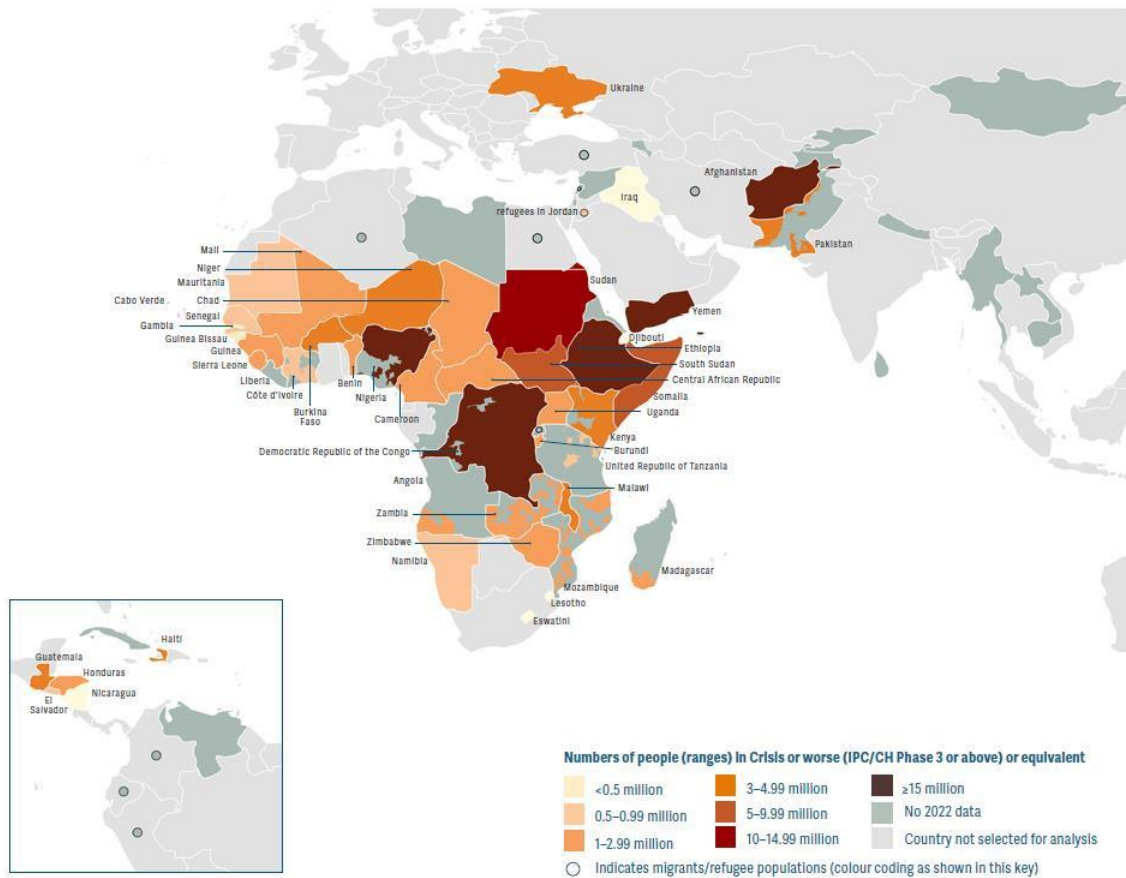 Ukraine
Afghanistan
Iraq
refugees in Jordan
Pakistan
Mali
Niger
Sudan
Mauritania
Cabo Verde
Chad
Yemen
Senegal
Gambia
Djibouti
Guinea Bissau
Ethiopia
Guinea
South Sudan
Sierra Leone
Central African Republic
Liberia
Benin
Somalia
Côte d'Ivoire
Nigeria
Uganda
Burkina
Faso
Cameroon
Kenya
Burundi
Democratic Republic of the Congo
United Republic of Tanzania
Angola
Malawi
Zambia
Zimbabwe
Namibia
Madagascar
Mozambique
Lesotho
Eswatini
Haiti
Guatemala
Honduras
Nicaragua
El
Salvador
Numbers of people (ranges) in Crisis or worse (IPC/CH Phase 3 or above) or equivalent
<0.5 million
3–4.99 million
≥15 million
0.5–0.99 million
5–9.99 million
No 2022 data
1–2.99 million
10–14.99 million
Country not selected for analysis
Indicates migrants/refugee populations (colour coding as shown in this key)